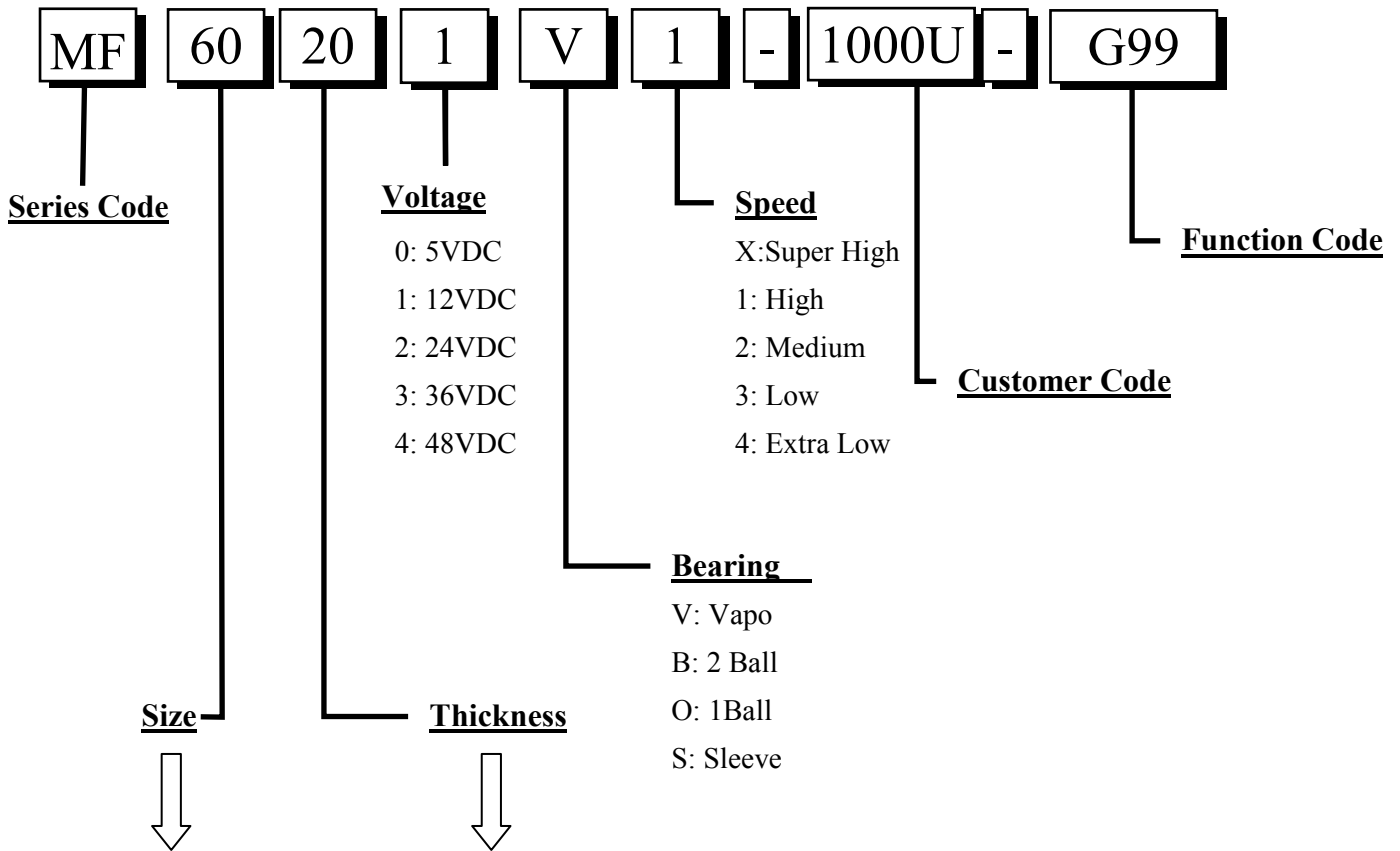 MF 60 20 1 V 1 - 1000U - G99
Series Code
Voltage
0: 5VDC
1: 12VDC
2: 24VDC
3: 36VDC
4: 48VDC
Speed
X:Super High
1: High
2: Medium
3: Low
4: Extra Low
Function Code
Customer Code
Bearing
V: Vapo
B: 2 Ball
O: 1Ball
S: Sleeve
Size
Thickness